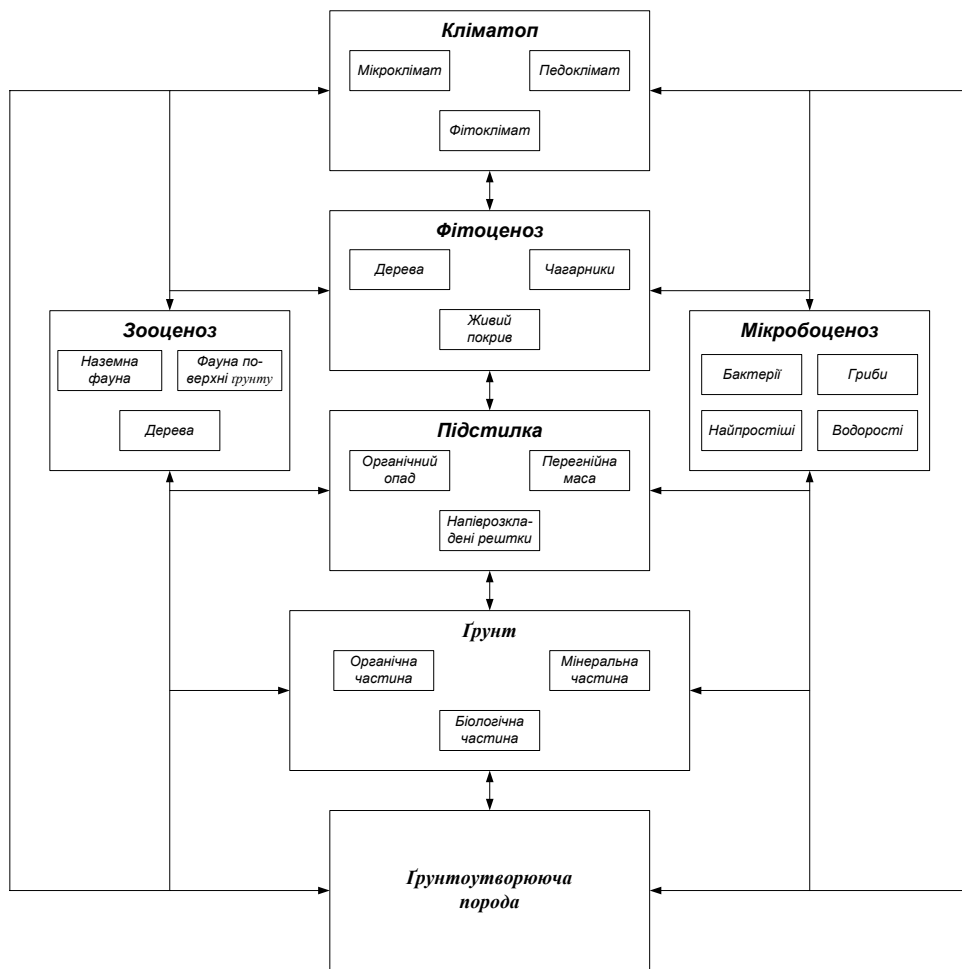 Кліматоп
Мікроклімат
Педоклімат
Фітоклімат
Фітоценоз
Дерева
Чагарники
Живий
покрив
Зооценоз
Наземна
фауна
Фауна по-
верхні ґрунту
Дерева
Мікробоценоз
Бактерії
Гриби
Найпростіші
Водорості
Підстилка
Органічний
опад
Перегнійна
маса
Напіврозкла-
дені рештки
Ґрунт
Органічна
частина
Мінеральна
частина
Біологічна
частина
Ґрунтоутворююча
порода